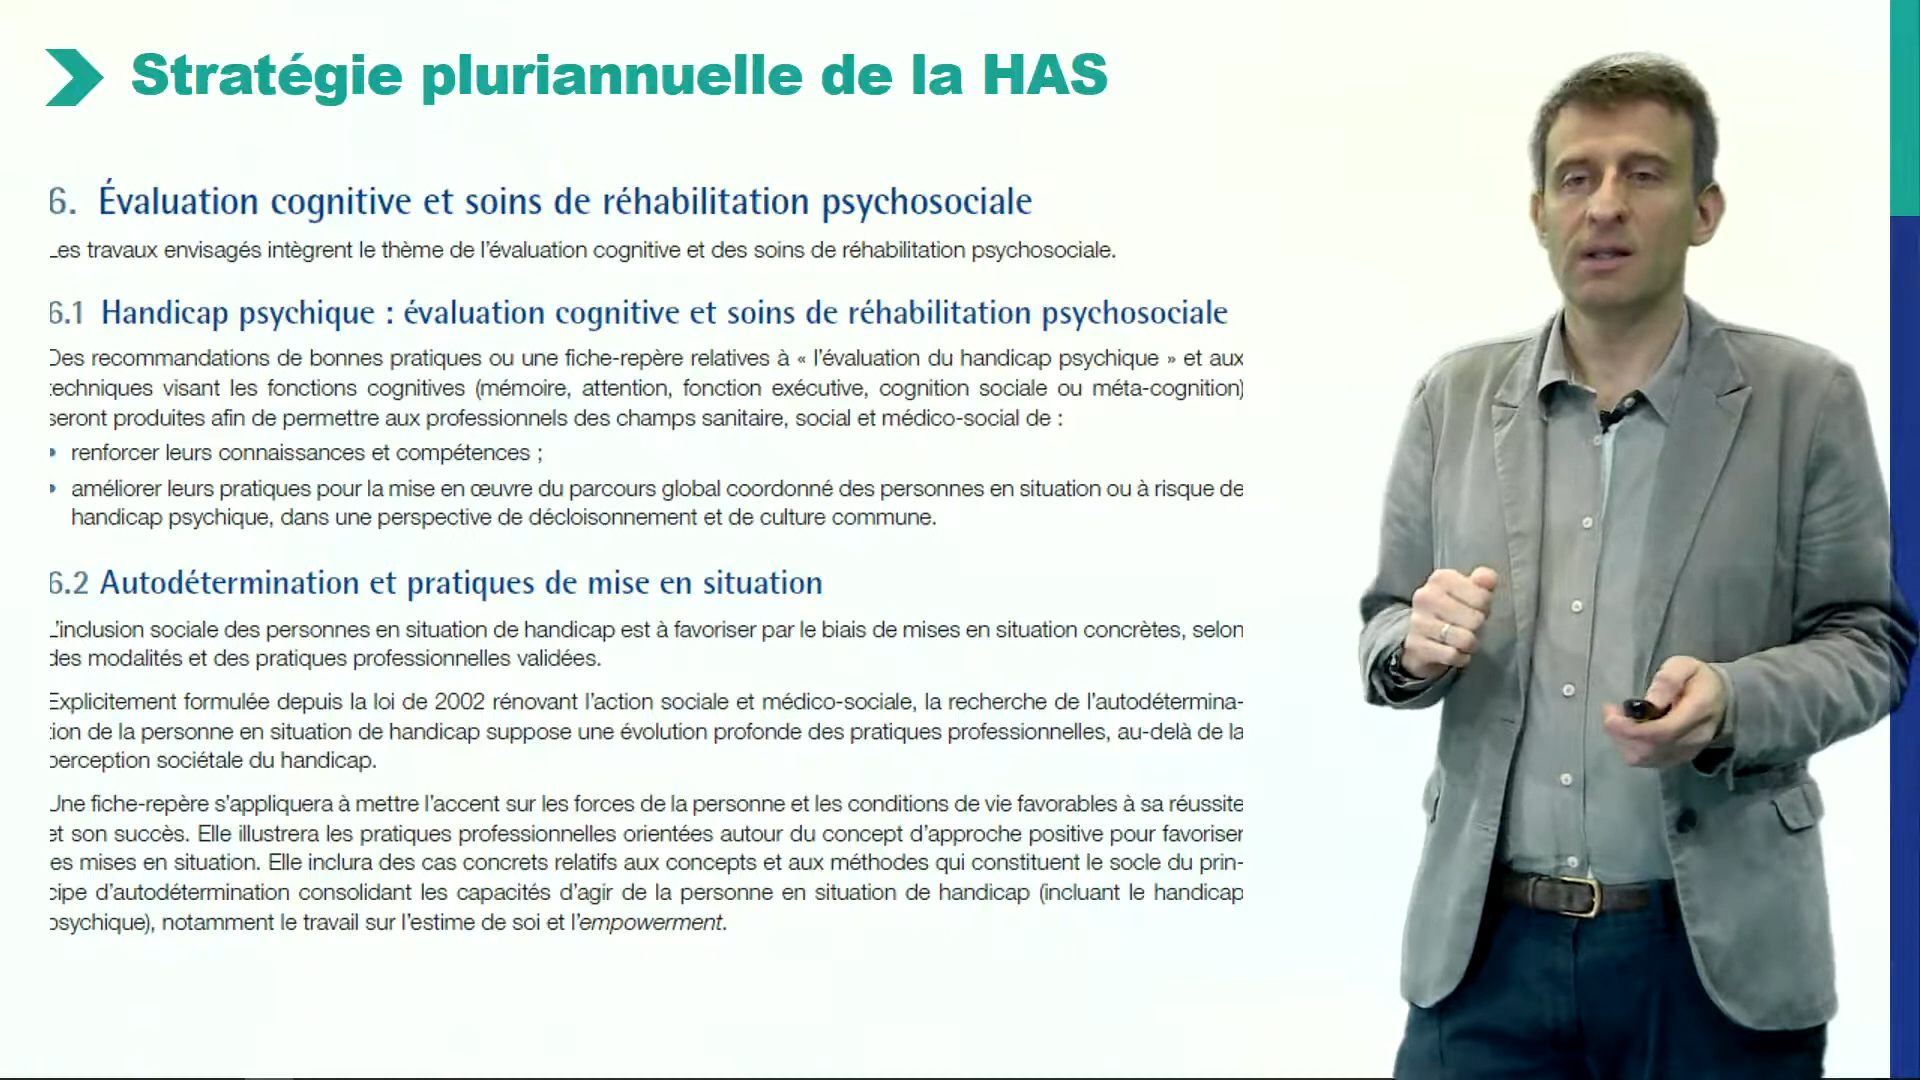 Stratégie pluriannuelle de la HAS
6. Évaluation cognitive et soins de réhabilitation psychosociale
Les travaux envisagés intègrent le thème de l'évaluation cognitive et des soins de réhabilitation psychosociale.
6.1 Handicap psychique : évaluation cognitive et soins de réhabilitation psychosociale
Des recommandations de bonnes pratiques ou une fiche-repère relatives à « l'évaluation du handicap psychique » et aux
techniques visant les fonctions cognitives (mémoire, attention, fonction exécutive, cognition sociale ou méta-cognition)
seront produites afin de permettre aux professionnels des champs sanitaire, social et médico-social de :
• renforcer leurs connaissances et compétences ;
• améliorer leurs pratiques pour la mise en œuvre du parcours global coordonné des personnes en situation ou à risque de
handicap psychique, dans une perspective de décloisonnement et de culture commune.
6.2 Autodétermination et pratiques de mise en situation
L'inclusion sociale des personnes en situation de handicap est à favoriser par le biais de mises en situation concrètes, selon
des modalités et des pratiques professionnelles validées.
Explicitement formulée depuis la loi de 2002 rénovant l'action sociale et médico-sociale, la recherche de l'autodétermina-
tion de la personne en situation de handicap suppose une évolution profonde des pratiques professionnelles, au-delà de la
perception sociétale du handicap.
Une fiche-repère s'appliquera à mettre l'accent sur les forces de la personne et les conditions de vie favorables à sa réussite
et son succès. Elle illustrera les pratiques professionnelles orientées autour du concept d'approche positive pour favoriser
les mises en situation. Elle inclura des cas concrets relatifs aux concepts et aux méthodes qui constituent le socle du prin-
cipe d'autodétermination consolidant les capacités d'agir de la personne en situation de handicap (incluant le handicap
psychique), notamment le travail sur l'estime de soi et l'empowerment.